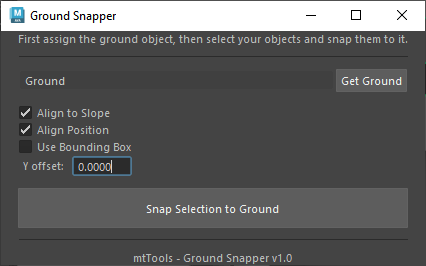 Ground Snapper
First assign the ground object, then select your objects and snap them to it.
Ground Get Ground
Align to Slope
Align Position
Use Bounding Box
Y offset: 0.0000
Snap Selection to Ground
mtTools - Ground Snapper v1.0